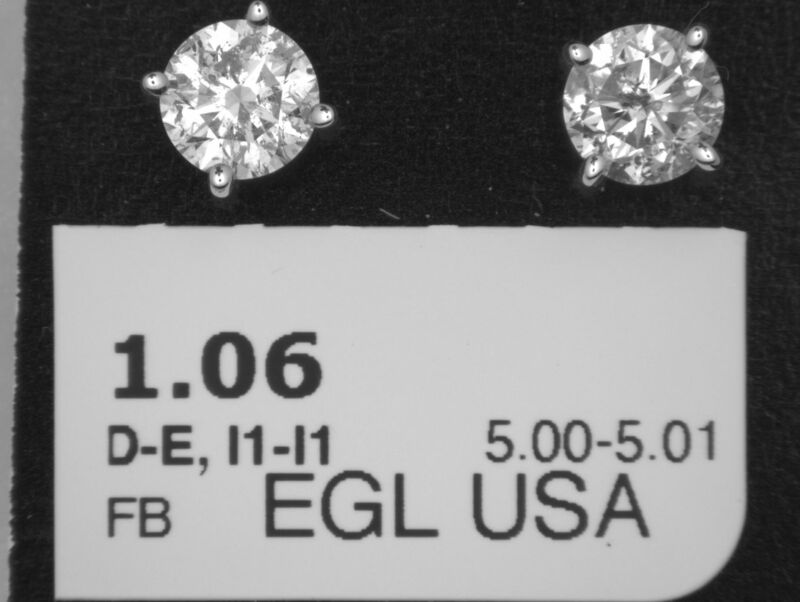 1.06
D-E, I1-I1 5.00-5.01
FB EGL USA